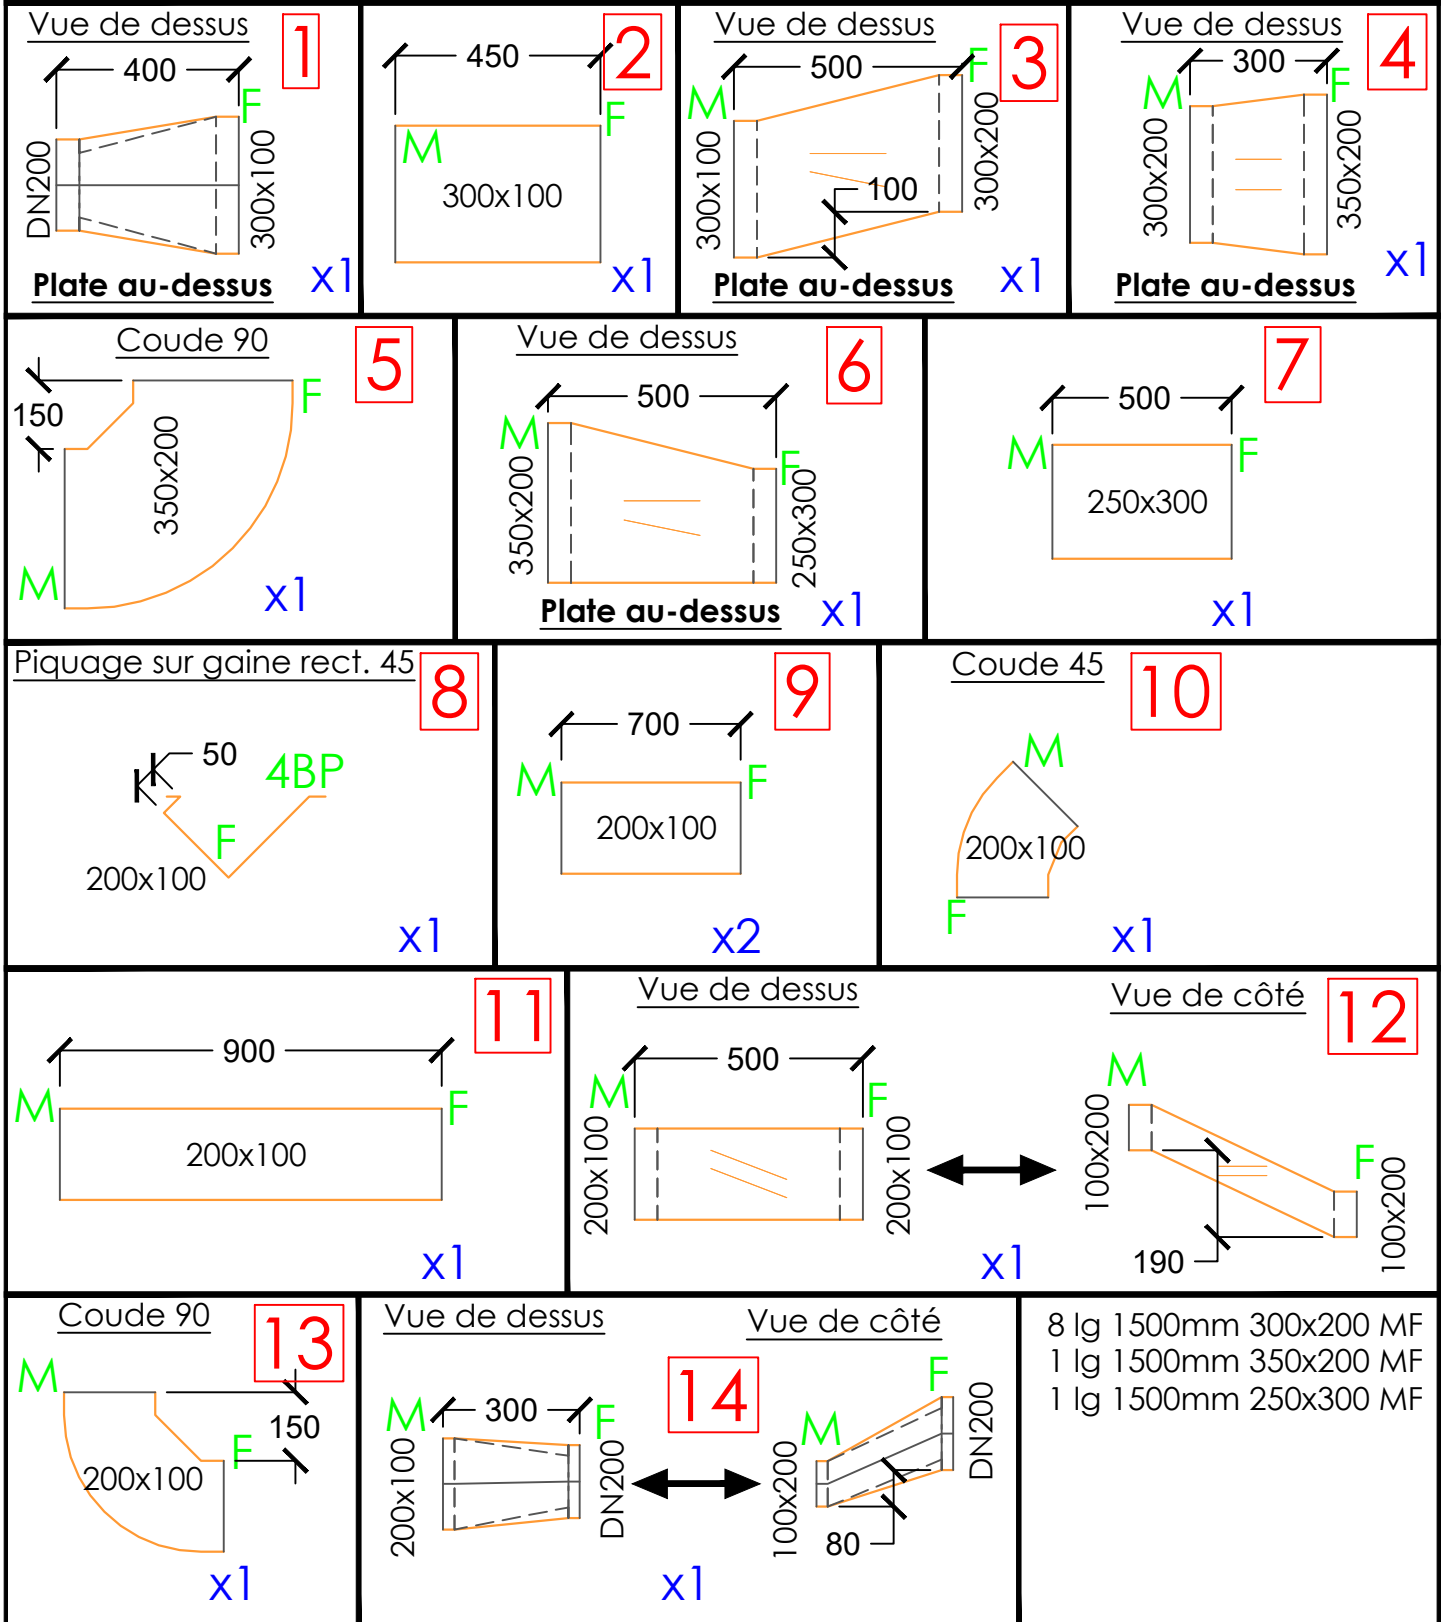 Vue de dessus
1
400
F
DN200
300x100
Plate au-dessus
x1
450
2
M
F
300x100
x1
Vue de dessus
3
500
M
F
300x100
300x200
100
Plate au-dessus
x1
Vue de dessus
4
300
M
F
300x200
350x200
Plate au-dessus
x1
Coude 90
5
150
F
350x200
M
x1
Vue de dessus
6
500
M
F
350x200
250x300
Plate au-dessus
x1
7
500
M
F
250x300
x1
Piquage sur gaine rect. 45
8
50
4BP
F
200x100
x1
9
700
M
F
200x100
x2
Coude 45
10
M
200x100
F
x1
11
900
M
F
200x100
x1
Vue de dessus
Vue de côté
12
500
M
F
200x100
200x100
M
100x200
F
100x200
190
x1
Coude 90
13
M
150
F
200x100
x1
Vue de dessus
Vue de côté
14
M
300
F
200x100
DN200
F
M
100x200
DN200
80
x1
8 lg 1500mm 300x200 MF
1 lg 1500mm 350x200 MF
1 lg 1500mm 250x300 MF